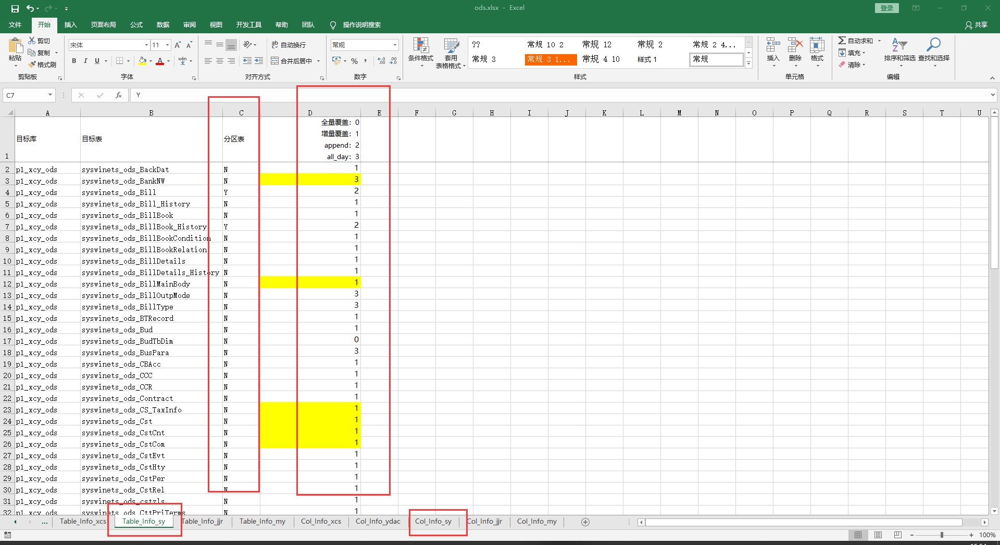 ods.xlsx - Excel
登录
文件 开始 插入 页面布局 公式 数据 审阅 视图 开发工具 帮助 团队 操作说明搜索 共享
粘贴 剪切 复制 格式刷 剪贴板
宋体 11 B I U A 字体
自动换行 合并后居中 对齐方式
常规 % 数字
条件格式 套用表格格式
?? 常规 10 2 常规 12 常规 2 常规 2 4...
常规 3 常规 3 1... 常规 4 10 样式 1 常规
样式
插入 删除 格式 单元格
自动求和 填充 清除 排序和筛选 查找和选择 编辑
C7 fx Y
A B C D E F G H I J K L M N O P Q R S T U
全量覆盖：0
增量覆盖：1
append：2
all_day：3
1 目标库 目标表 分区表
2 p1_xcy_ods syswinets_ods_BackDat N 1
3 p1_xcy_ods syswinets_ods_BankNW N 3
4 p1_xcy_ods syswinets_ods_Bill Y 2
5 p1_xcy_ods syswinets_ods_Bill_History N 1
6 p1_xcy_ods syswinets_ods_BillBook N 1
7 p1_xcy_ods syswinets_ods_BillBook_History Y 2
8 p1_xcy_ods syswinets_ods_BillBookCondition N 1
9 p1_xcy_ods syswinets_ods_BillBookRelation N 1
10 p1_xcy_ods syswinets_ods_BillDetails N 1
11 p1_xcy_ods syswinets_ods_BillDetails_History N 1
12 p1_xcy_ods syswinets_ods_BillMainBody N 1
13 p1_xcy_ods syswinets_ods_BillOutpMode N 3
14 p1_xcy_ods syswinets_ods_BillType N 3
15 p1_xcy_ods syswinets_ods_BTRecord N 1
16 p1_xcy_ods syswinets_ods_Bud N 1
17 p1_xcy_ods syswinets_ods_BudTbDim N 0
18 p1_xcy_ods syswinets_ods_BusPara N 3
19 p1_xcy_ods syswinets_ods_CBAcc N 1
20 p1_xcy_ods syswinets_ods_CCC N 1
21 p1_xcy_ods syswinets_ods_CCR N 1
22 p1_xcy_ods syswinets_ods_Contract N 1
23 p1_xcy_ods syswinets_ods_CS_TaxInfo N 1
24 p1_xcy_ods syswinets_ods_Cst N 1
25 p1_xcy_ods syswinets_ods_CstCnt N 1
26 p1_xcy_ods syswinets_ods_CstCom N 1
27 p1_xcy_ods syswinets_ods_CstEvt N 1
28 p1_xcy_ods syswinets_ods_CstHty N 1
29 p1_xcy_ods syswinets_ods_CstPer N 1
30 p1_xcy_ods syswinets_ods_CstRel N 1
31 p1_xcy_ods syswinets_ods_cstzls N 1
32 p1_xcy_ods syswinets_ods_CttPriTerms N 1
... Table_Info_xcs Table_Info_sy Table_Info_jjr Table_Info_my Col_Info_xcs Col_Info_ydac Col_Info_sy Col_Info_jjr Col_Info_my
100%